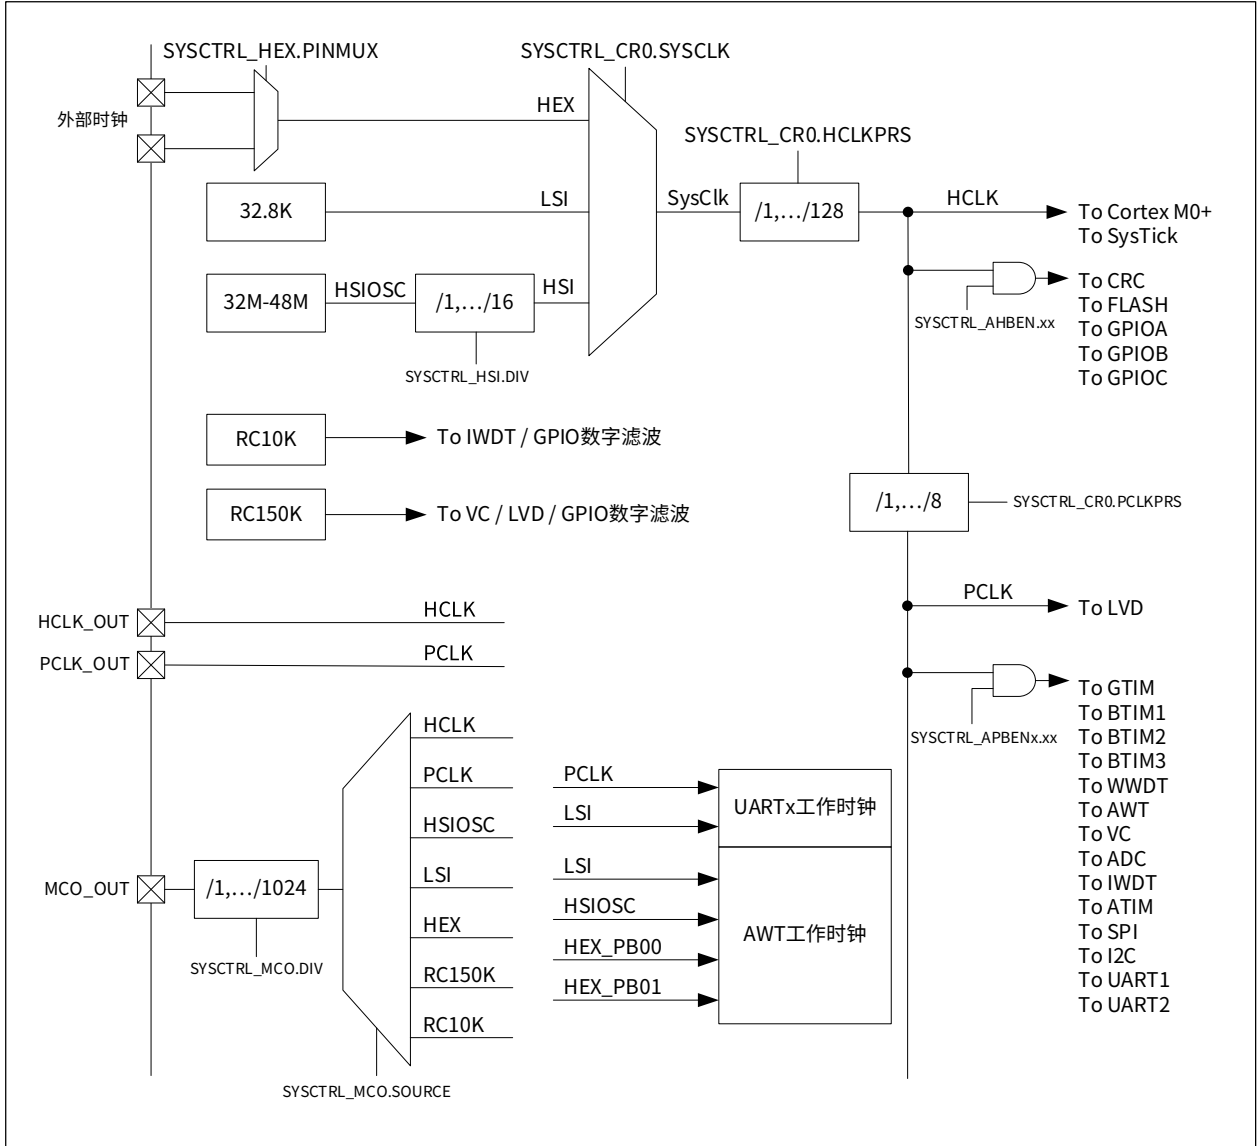 SYSCTRL_HEX.PINMUX
SYSCTRL_CR0.SYSCLK
外部时钟
HEX
SYSCTRL_CR0.HCLKPRS
32.8K
LSI
SysClk
/1,.../128
HCLK
To Cortex M0+
To SysTick
32M-48M
HSIOSC
/1,.../16
HSI
SYSCTRL_HSI.DIV
SYSCTRL_AHBEN.xx
To CRC
To FLASH
To GPIOA
To GPIOB
To GPIOC
RC10K
To IWDT / GPIO数字滤波
RC150K
To VC / LVD / GPIO数字滤波
/1,.../8
SYSCTRL_CR0.PCLKPRS
HCLK_OUT
HCLK
PCLK_OUT
PCLK
PCLK
To LVD
SYSCTRL_APBENx.xx
To GTIM
To BTIM1
To BTIM2
To BTIM3
To WWDT
To AWT
To VC
To ADC
To IWDT
To ATIM
To SPI
To I2C
To UART1
To UART2
MCO_OUT
/1,.../1024
SYSCTRL_MCO.DIV
HCLK
PCLK
HSIOSC
LSI
HEX
RC150K
RC10K
SYSCTRL_MCO.SOURCE
PCLK
LSI
UARTx工作时钟
LSI
HSIOSC
HEX_PB00
HEX_PB01
AWT工作时钟